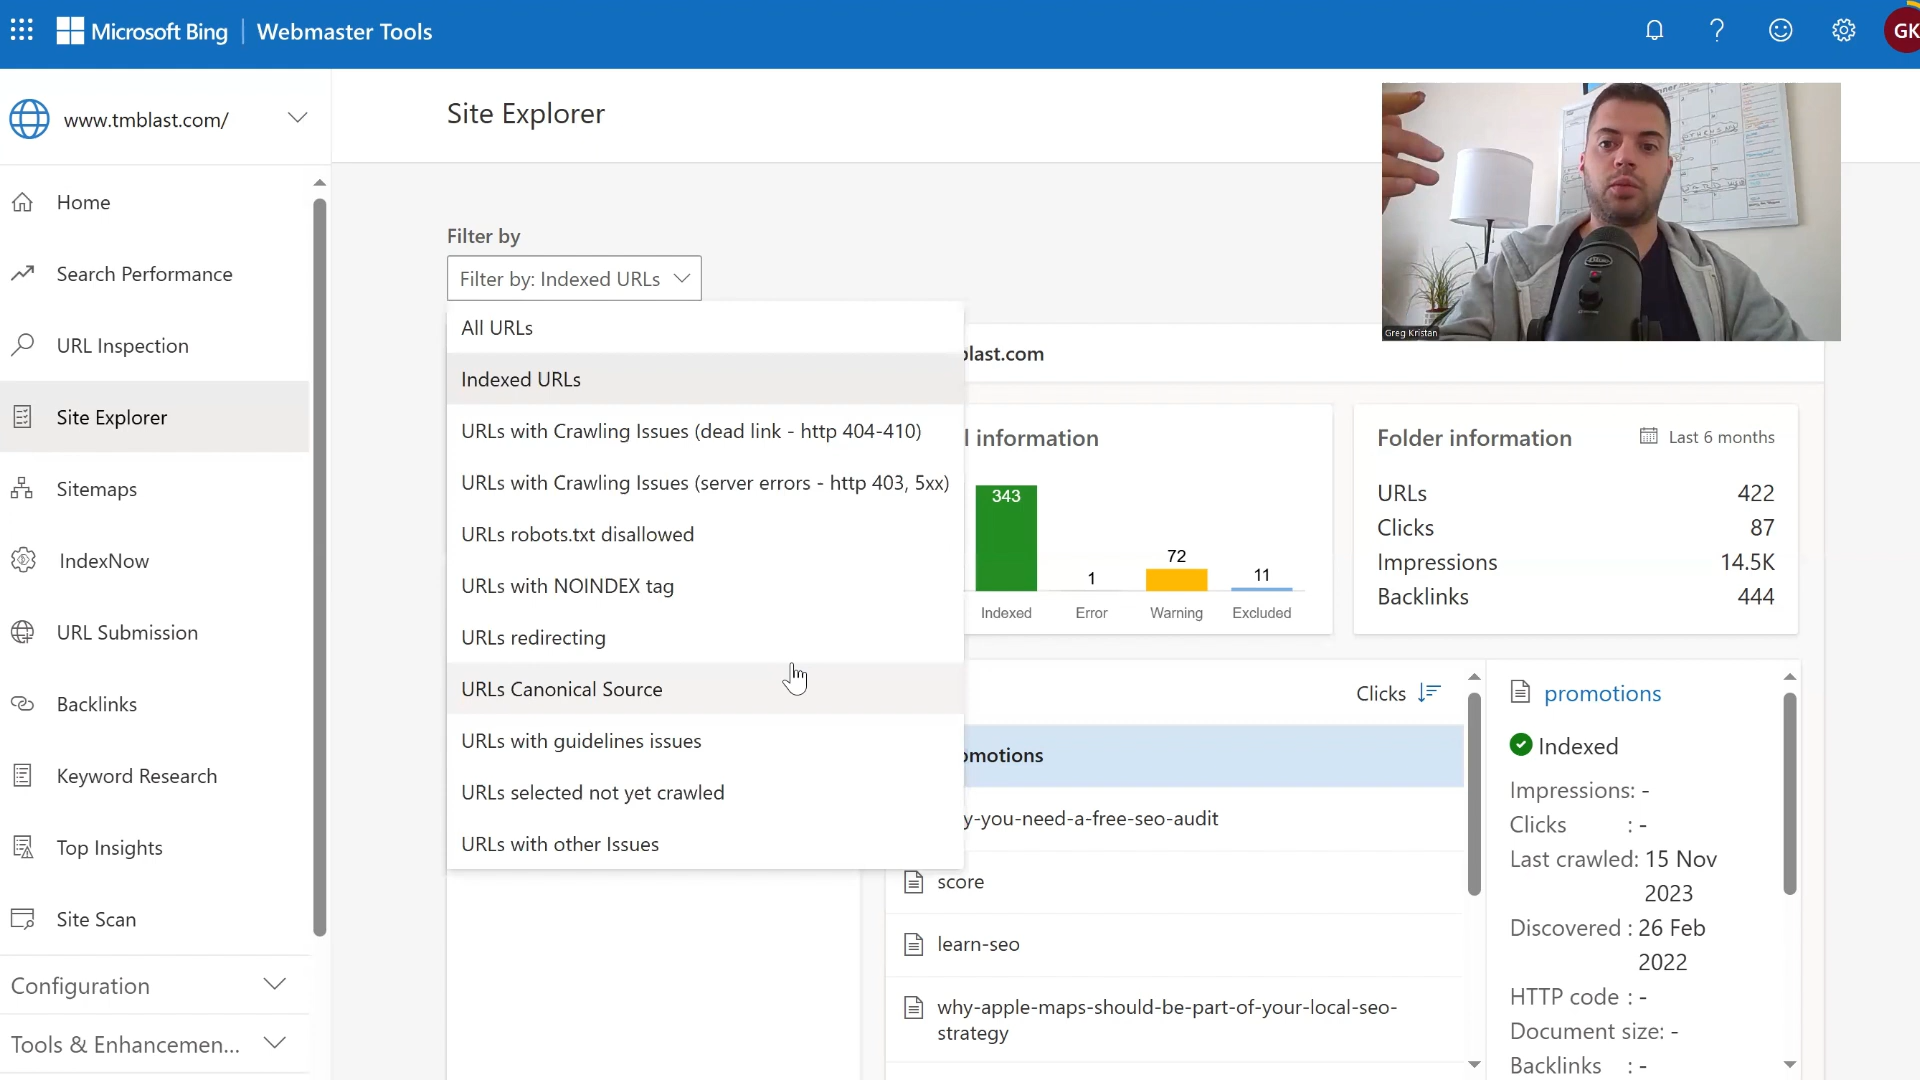 Microsoft Bing
Webmaster Tools
GK
www.tmblast.com/
Home
Search Performance
URL Inspection
Site Explorer
Sitemaps
IndexNow
URL Submission
Backlinks
Keyword Research
Top Insights
Site Scan
Configuration
Tools & Enhancemen...
Site Explorer
Filter by
Filter by: Indexed URLs
All URLs
Indexed URLs
URLs with Crawling Issues (dead link - http 404-410)
URLs with Crawling Issues (server errors - http 403, 5xx)
URLs robots.txt disallowed
URLs with NOINDEX tag
URLs redirecting
URLs Canonical Source
URLs with guidelines issues
URLs selected not yet crawled
URLs with other Issues
Greg Kristan
blast.com
l information
343
1
72
11
Indexed
Error
Warning
Excluded
Folder information
Last 6 months
URLs 422
Clicks 87
Impressions 14.5K
Backlinks 444
Clicks
omotions
y-you-need-a-free-seo-audit
score
learn-seo
why-apple-maps-should-be-part-of-your-local-seo-
strategy
promotions
Indexed
Impressions: -
Clicks : -
Last crawled: 15 Nov
2023
Discovered : 26 Feb
2022
HTTP code : -
Document size: -
Backlinks : -